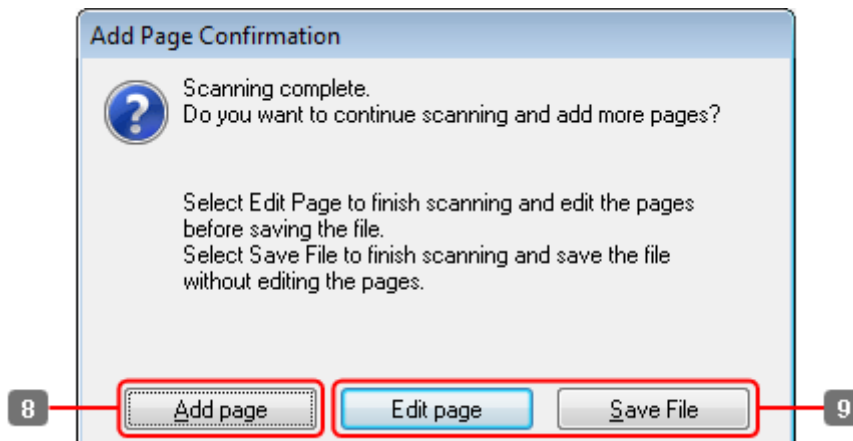 Add Page Confirmation
Scanning complete.
Do you want to continue scanning and add more pages?
Select Edit Page to finish scanning and edit the pages
before saving the file.
Select Save File to finish scanning and save the file
without editing the pages.
8 Add page Edit page Save File 9